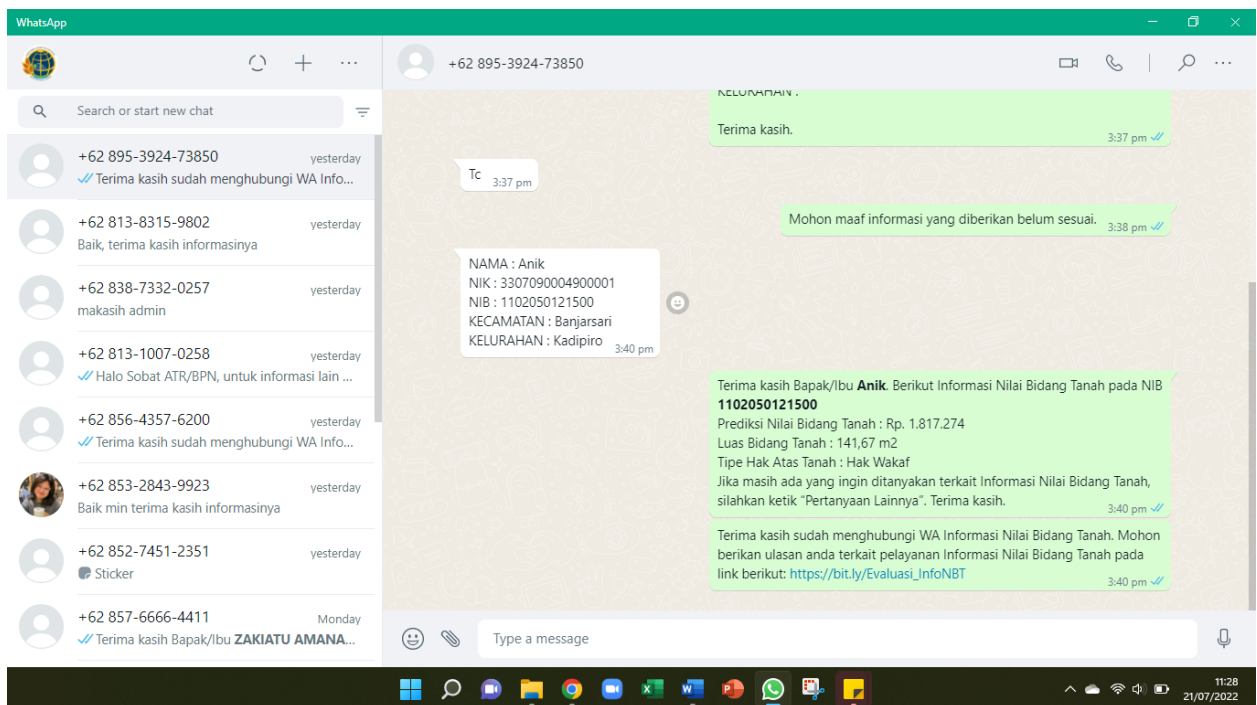 WhatsApp
Search or start new chat
+62 895-3924-73850 yesterday
Terima kasih sudah menghubungi WA Info...
+62 813-8315-9802 yesterday
Baik, terima kasih informasinya
+62 838-7332-0257 yesterday
makasih admin
+62 813-1007-0258 yesterday
Halo Sobat ATR/BPN, untuk informasi lain ...
+62 856-4357-6200 yesterday
Terima kasih sudah menghubungi WA Info...
+62 853-2843-9923 yesterday
Baik min terima kasih informasinya
+62 852-7451-2351 yesterday
Sticker
+62 857-6666-4411 Monday
Terima kasih Bapak/Ibu ZAKIATU AMANA...
+62 895-3924-73850
KELURAHAN :
Terima kasih.
3:37 pm
Tc
3:37 pm
Mohon maaf informasi yang diberikan belum sesuai.
3:38 pm
NAMA : Anik
NIK : 3307090004900001
NIB : 1102050121500
KECAMATAN : Banjarsari
KELURAHAN : Kadipiro
3:40 pm
Terima kasih Bapak/Ibu Anik. Berikut Informasi Nilai Bidang Tanah pada NIB
1102050121500
Prediksi Nilai Bidang Tanah : Rp. 1.817.274
Luas Bidang Tanah : 141,67 m2
Tipe Hak Atas Tanah : Hak Wakaf
Jika masih ada yang ingin ditanyakan terkait Informasi Nilai Bidang Tanah,
silahkan ketik “Pertanyaan Lainnya”. Terima kasih.
3:40 pm
Terima kasih sudah menghubungi WA Informasi Nilai Bidang Tanah. Mohon
berikan ulasan anda terkait pelayanan Informasi Nilai Bidang Tanah pada
link berikut: https://bit.ly/Evaluasi_InfoNBT
3:40 pm
Type a message
11:28
21/07/2022